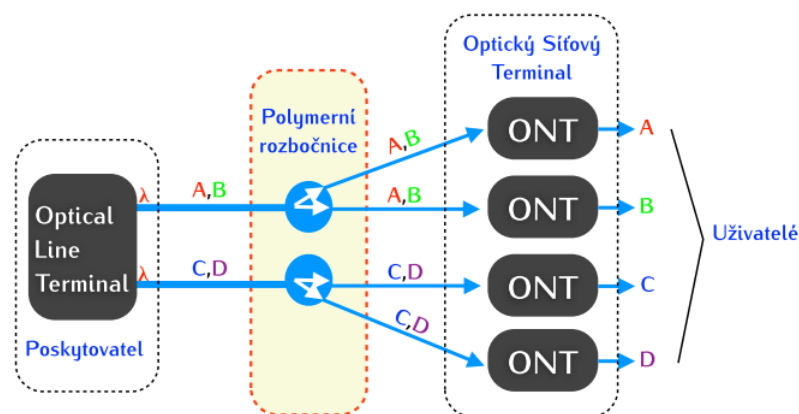 Optický Síťový
Terminal
Polymerní
rozbočnice
Optical
Line
Terminal
Poskytovatel
λ
A,B
λ
C,D
A,B
A,B
C,D
C,D
ONT
A
ONT
B
ONT
C
ONT
D
Uživatelé